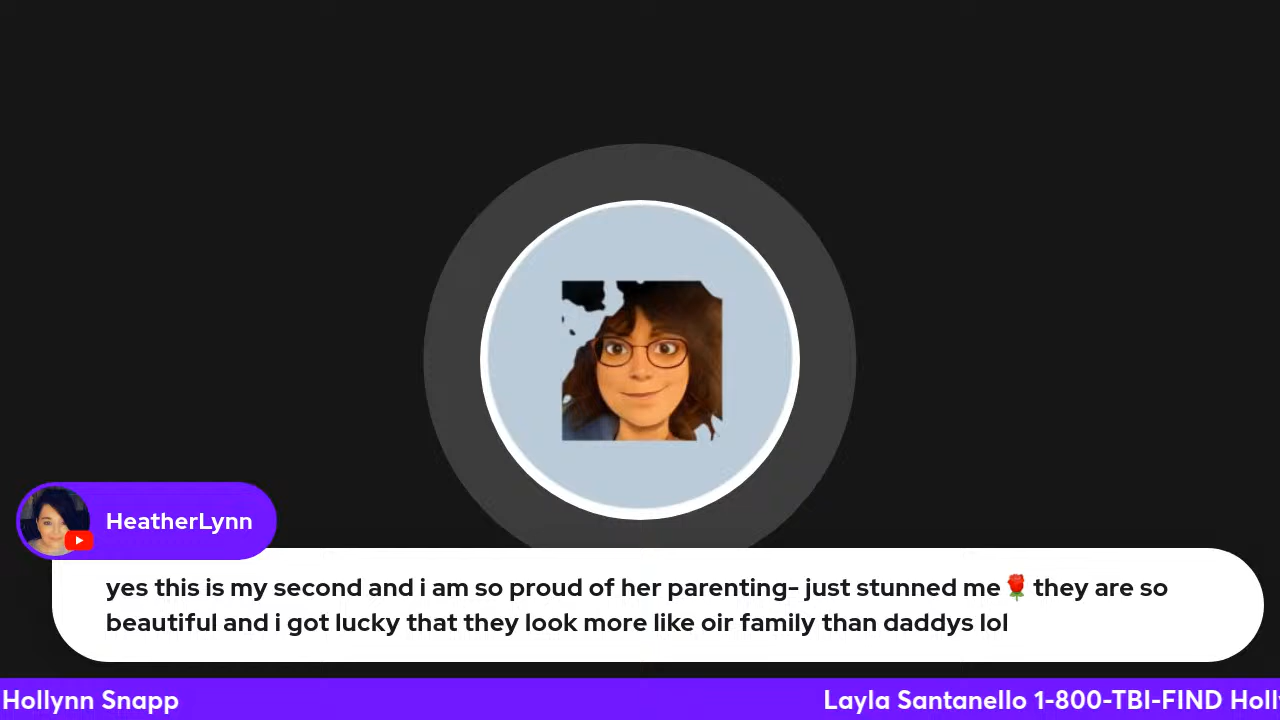 HeatherLynn
yes this is my second and i am so proud of her parenting- just stunned me🌹 they are so
beautiful and i got lucky that they look more like oir family than daddys lol
Hollynn Snapp Layla Santanello 1-800-TBI-FIND Holl